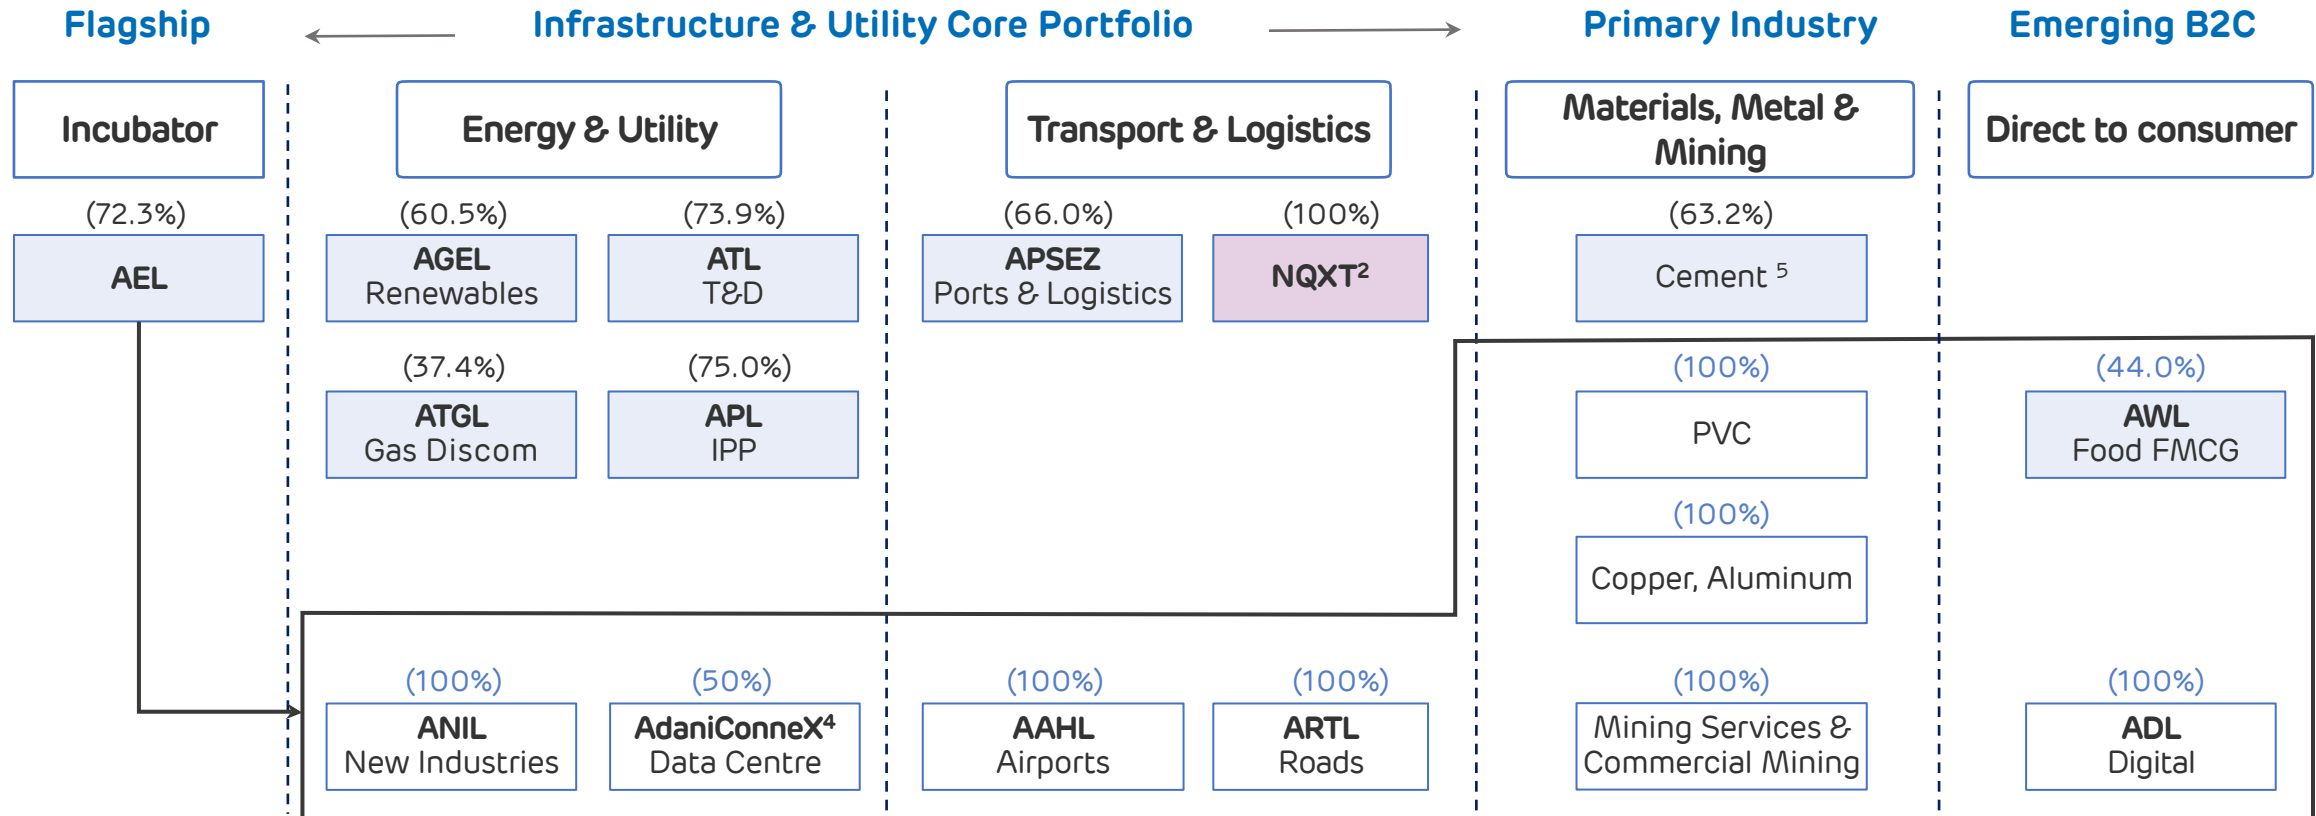 Flagship
Infrastructure & Utility Core Portfolio
Primary Industry
Emerging B2C
Incubator
Energy & Utility
Transport & Logistics
Materials, Metal &
Mining
Direct to consumer
(72.3%)
(60.5%)
(73.9%)
(66.0%)
(100%)
(63.2%)
AEL
AGEL
Renewables
ATL
T&D
APSEZ
Ports & Logistics
NQXT²
Cement ⁵
(37.4%)
(75.0%)
(100%)
(44.0%)
ATGL
Gas Discom
APL
IPP
PVC
AWL
Food FMCG
(100%)
Copper, Aluminum
(100%)
(50%)
(100%)
(100%)
(100%)
(100%)
ANIL
New Industries
AdaniConneX⁴
Data Centre
AAHL
Airports
ARTL
Roads
Mining Services &
Commercial Mining
ADL
Digital